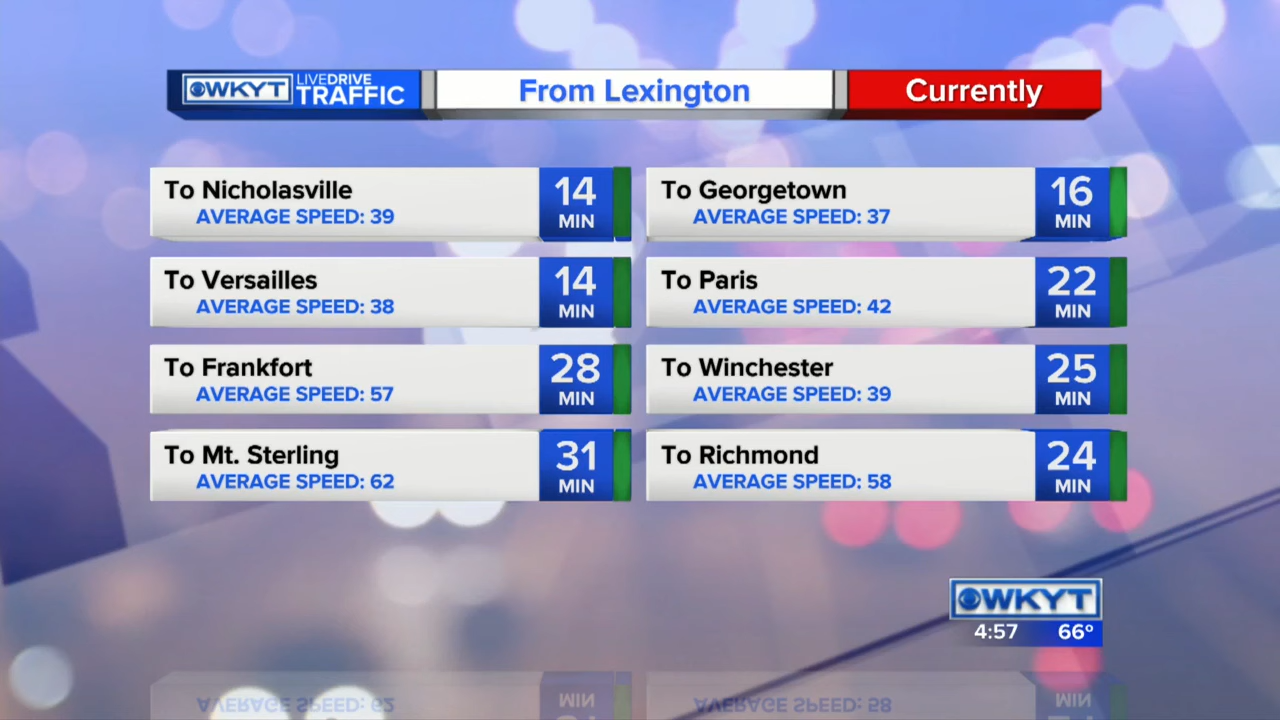 WKYT LIVEDRIVE TRAFFIC
From Lexington
Currently
To Nicholasville
AVERAGE SPEED: 39
14 MIN
To Georgetown
AVERAGE SPEED: 37
16 MIN
To Versailles
AVERAGE SPEED: 38
14 MIN
To Paris
AVERAGE SPEED: 42
22 MIN
To Frankfort
AVERAGE SPEED: 57
28 MIN
To Winchester
AVERAGE SPEED: 39
25 MIN
To Mt. Sterling
AVERAGE SPEED: 62
31 MIN
To Richmond
AVERAGE SPEED: 58
24 MIN
WKYT
4:57 66°